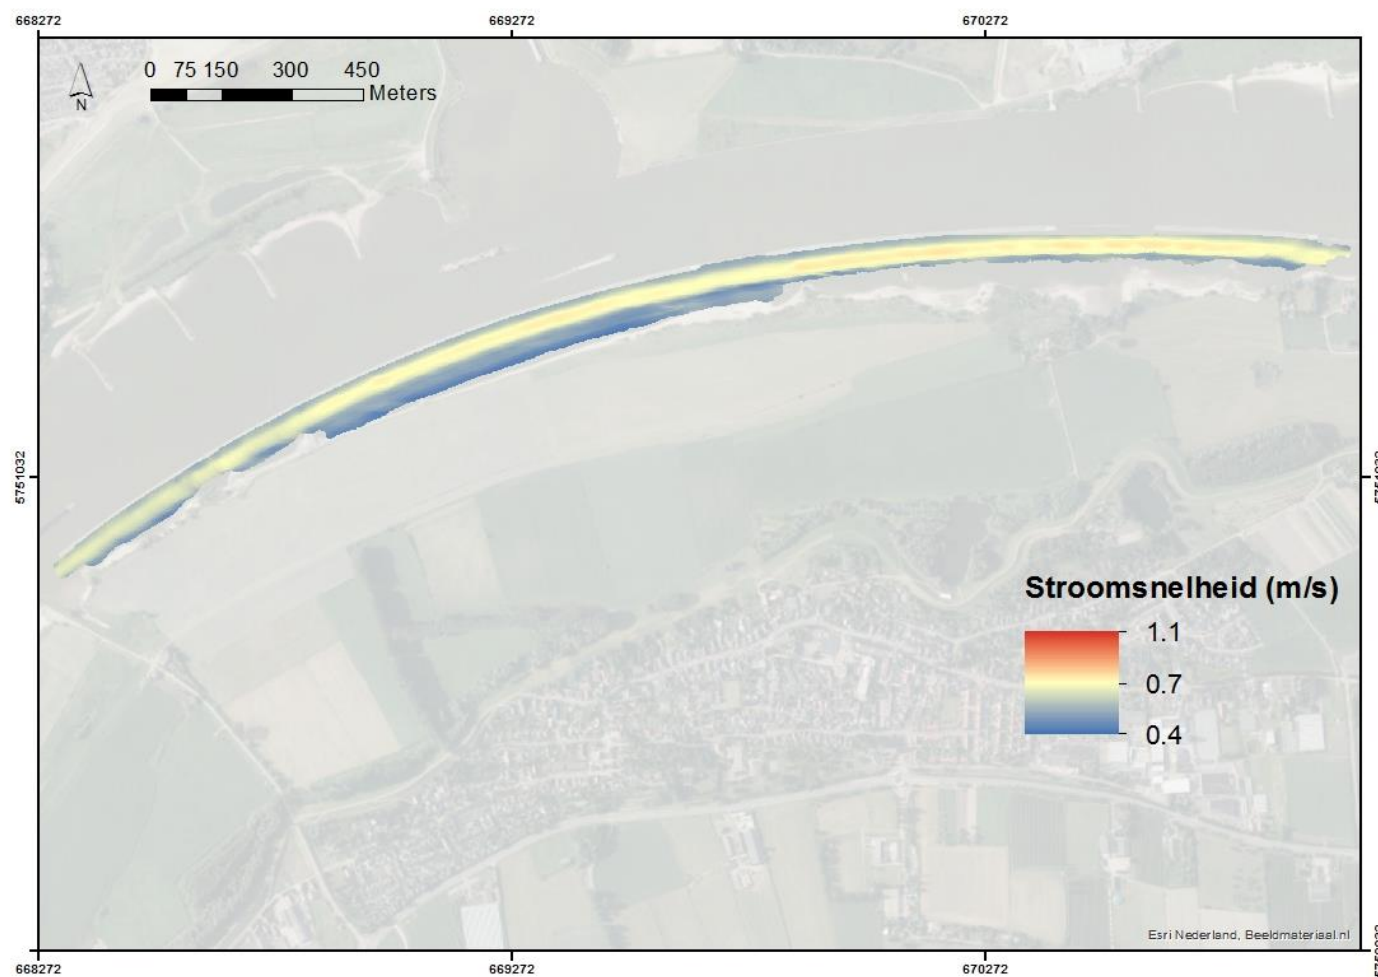 668272 669272 670272
0 75 150 300 450
Meters
N
5751032
Stroomsnelheid (m/s)
1.1
0.7
0.4
Esri Nederland, Beeldmateriaal.nl
668272 669272 670272